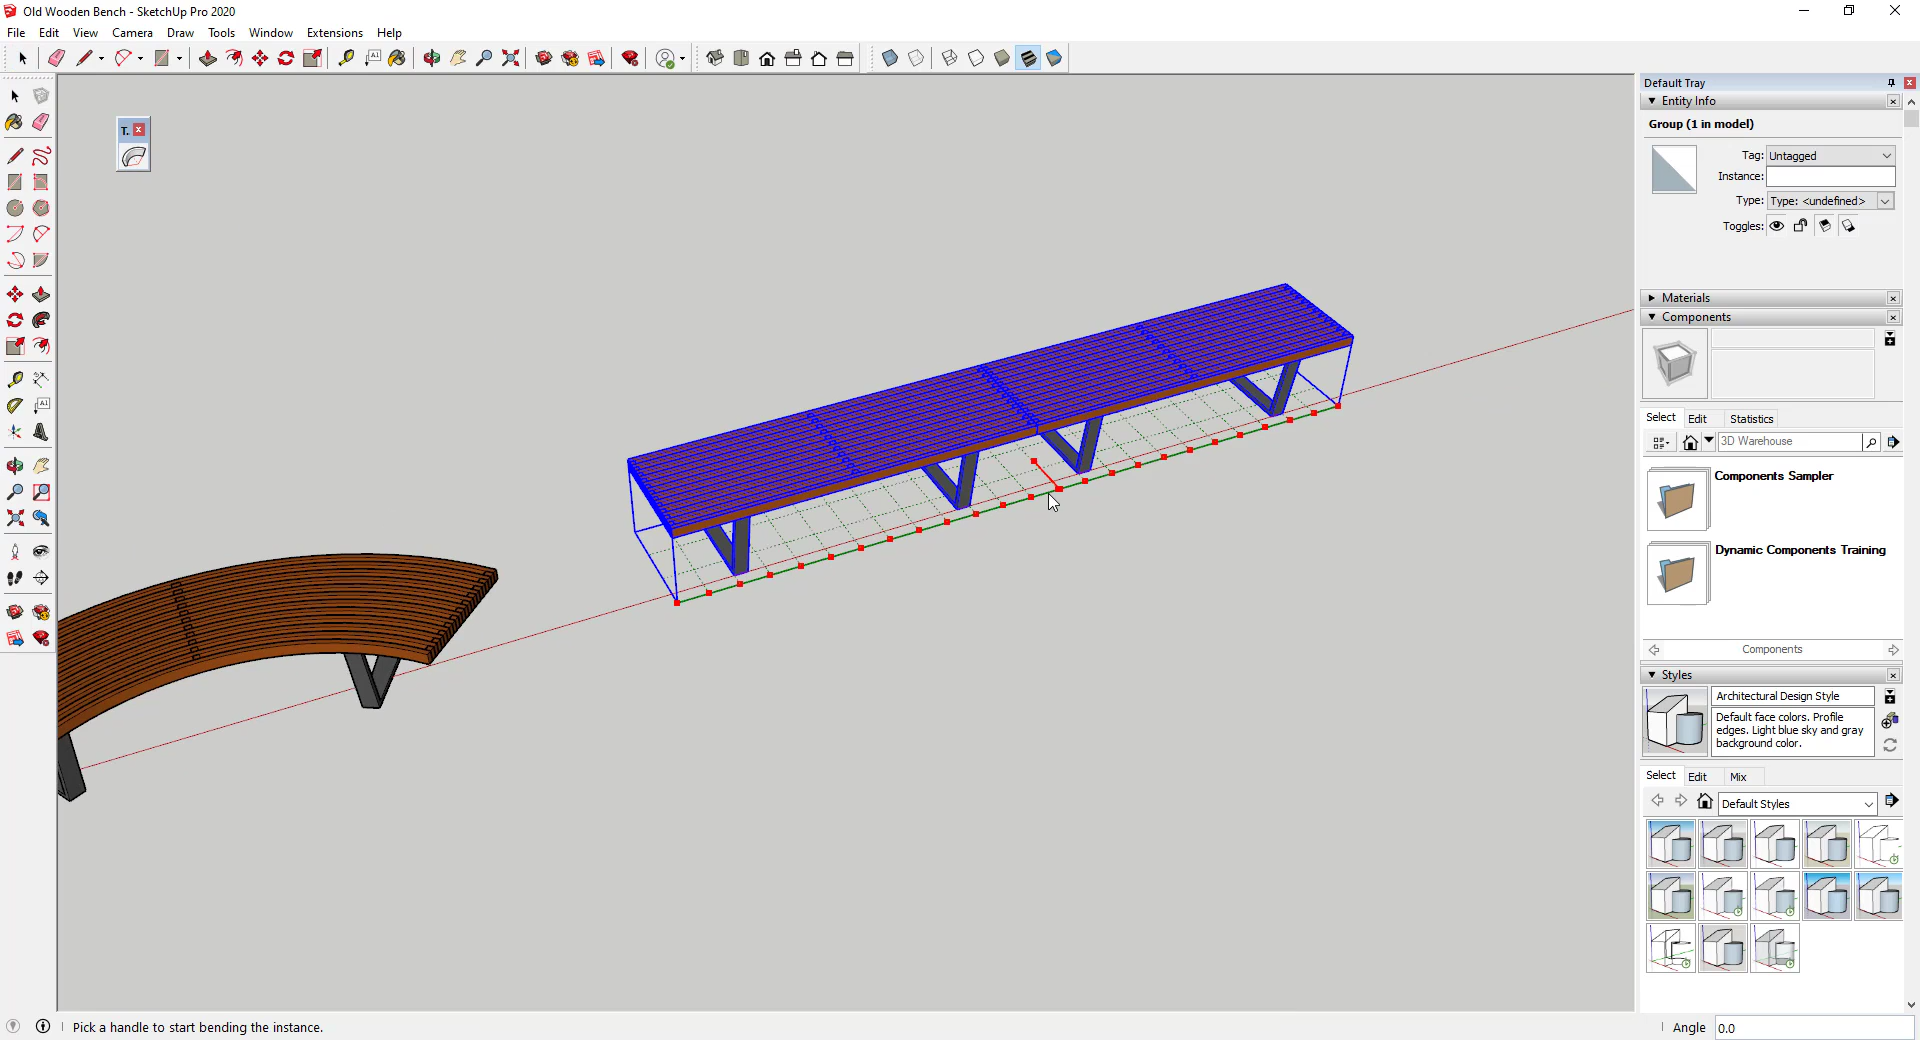 Old Wooden Bench - SketchUp Pro 2020
File Edit View Camera Draw Tools Window Extensions Help
T.
Default Tray
Entity Info
Group (1 in model)
Tag: Untagged
Instance:
Type: Type: <undefined>
Toggles:
Materials
Components
Select Edit Statistics
3D Warehouse
Components Sampler
Dynamic Components Training
Components
Styles
Architectural Design Style
Default face colors. Profile
edges. Light blue sky and gray
background color.
Select Edit Mix
Default Styles
Pick a handle to start bending the instance.
Angle 0.0